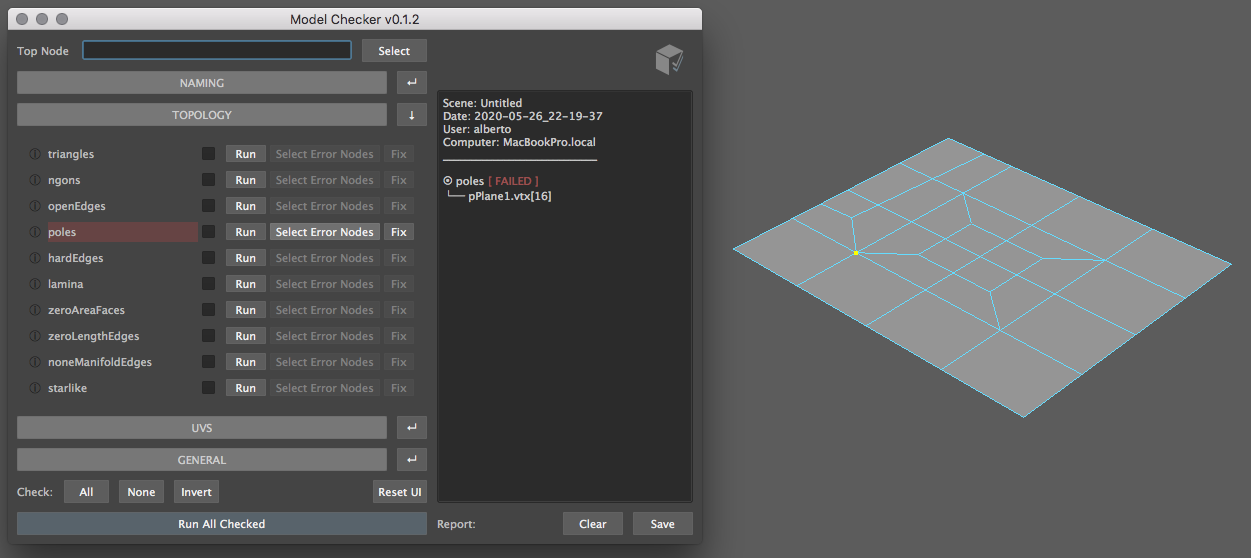 Model Checker v0.1.2
Top Node
Select
NAMING
TOPOLOGY
triangles Run Select Error Nodes Fix
ngons Run Select Error Nodes Fix
openEdges Run Select Error Nodes Fix
poles Run Select Error Nodes Fix
hardEdges Run Select Error Nodes Fix
lamina Run Select Error Nodes Fix
zeroAreaFaces Run Select Error Nodes Fix
zeroLengthEdges Run Select Error Nodes Fix
noneManifoldEdges Run Select Error Nodes Fix
starlike Run Select Error Nodes Fix
UVS
GENERAL
Check: All None Invert Reset UI
Run All Checked
Scene: Untitled
Date: 2020-05-26_22-19-37
User: alberto
Computer: MacBookPro.local
poles [ FAILED ]
pPlane1.vtx[16]
Report: Clear Save